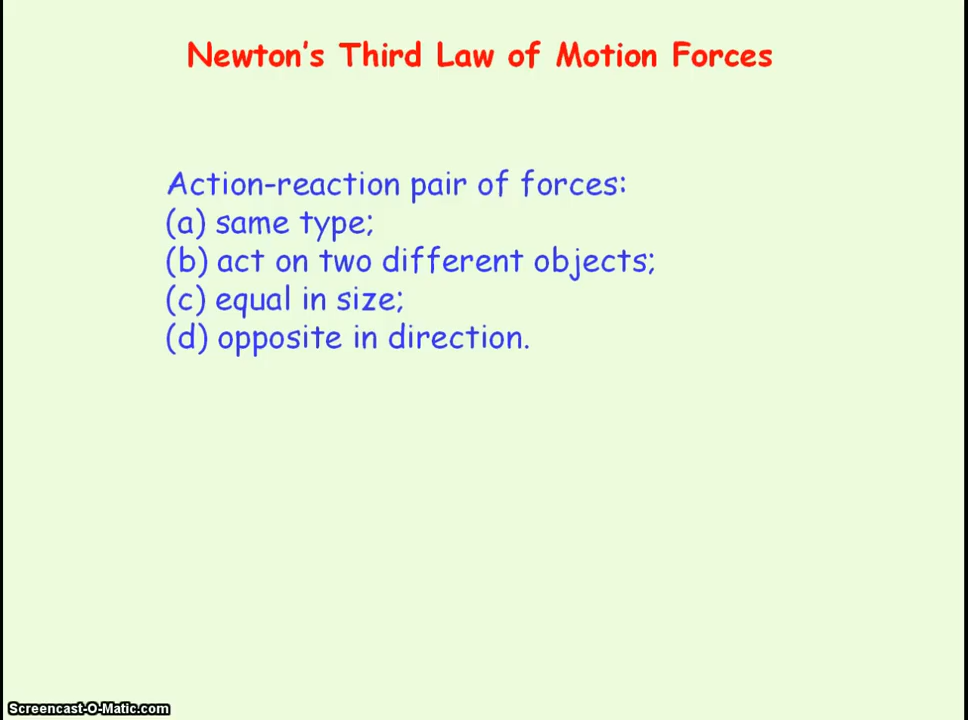 Newton's Third Law of Motion Forces
Action-reaction pair of forces:
(a) same type;
(b) act on two different objects;
(c) equal in size;
(d) opposite in direction.
Screencast-O-Matic.com